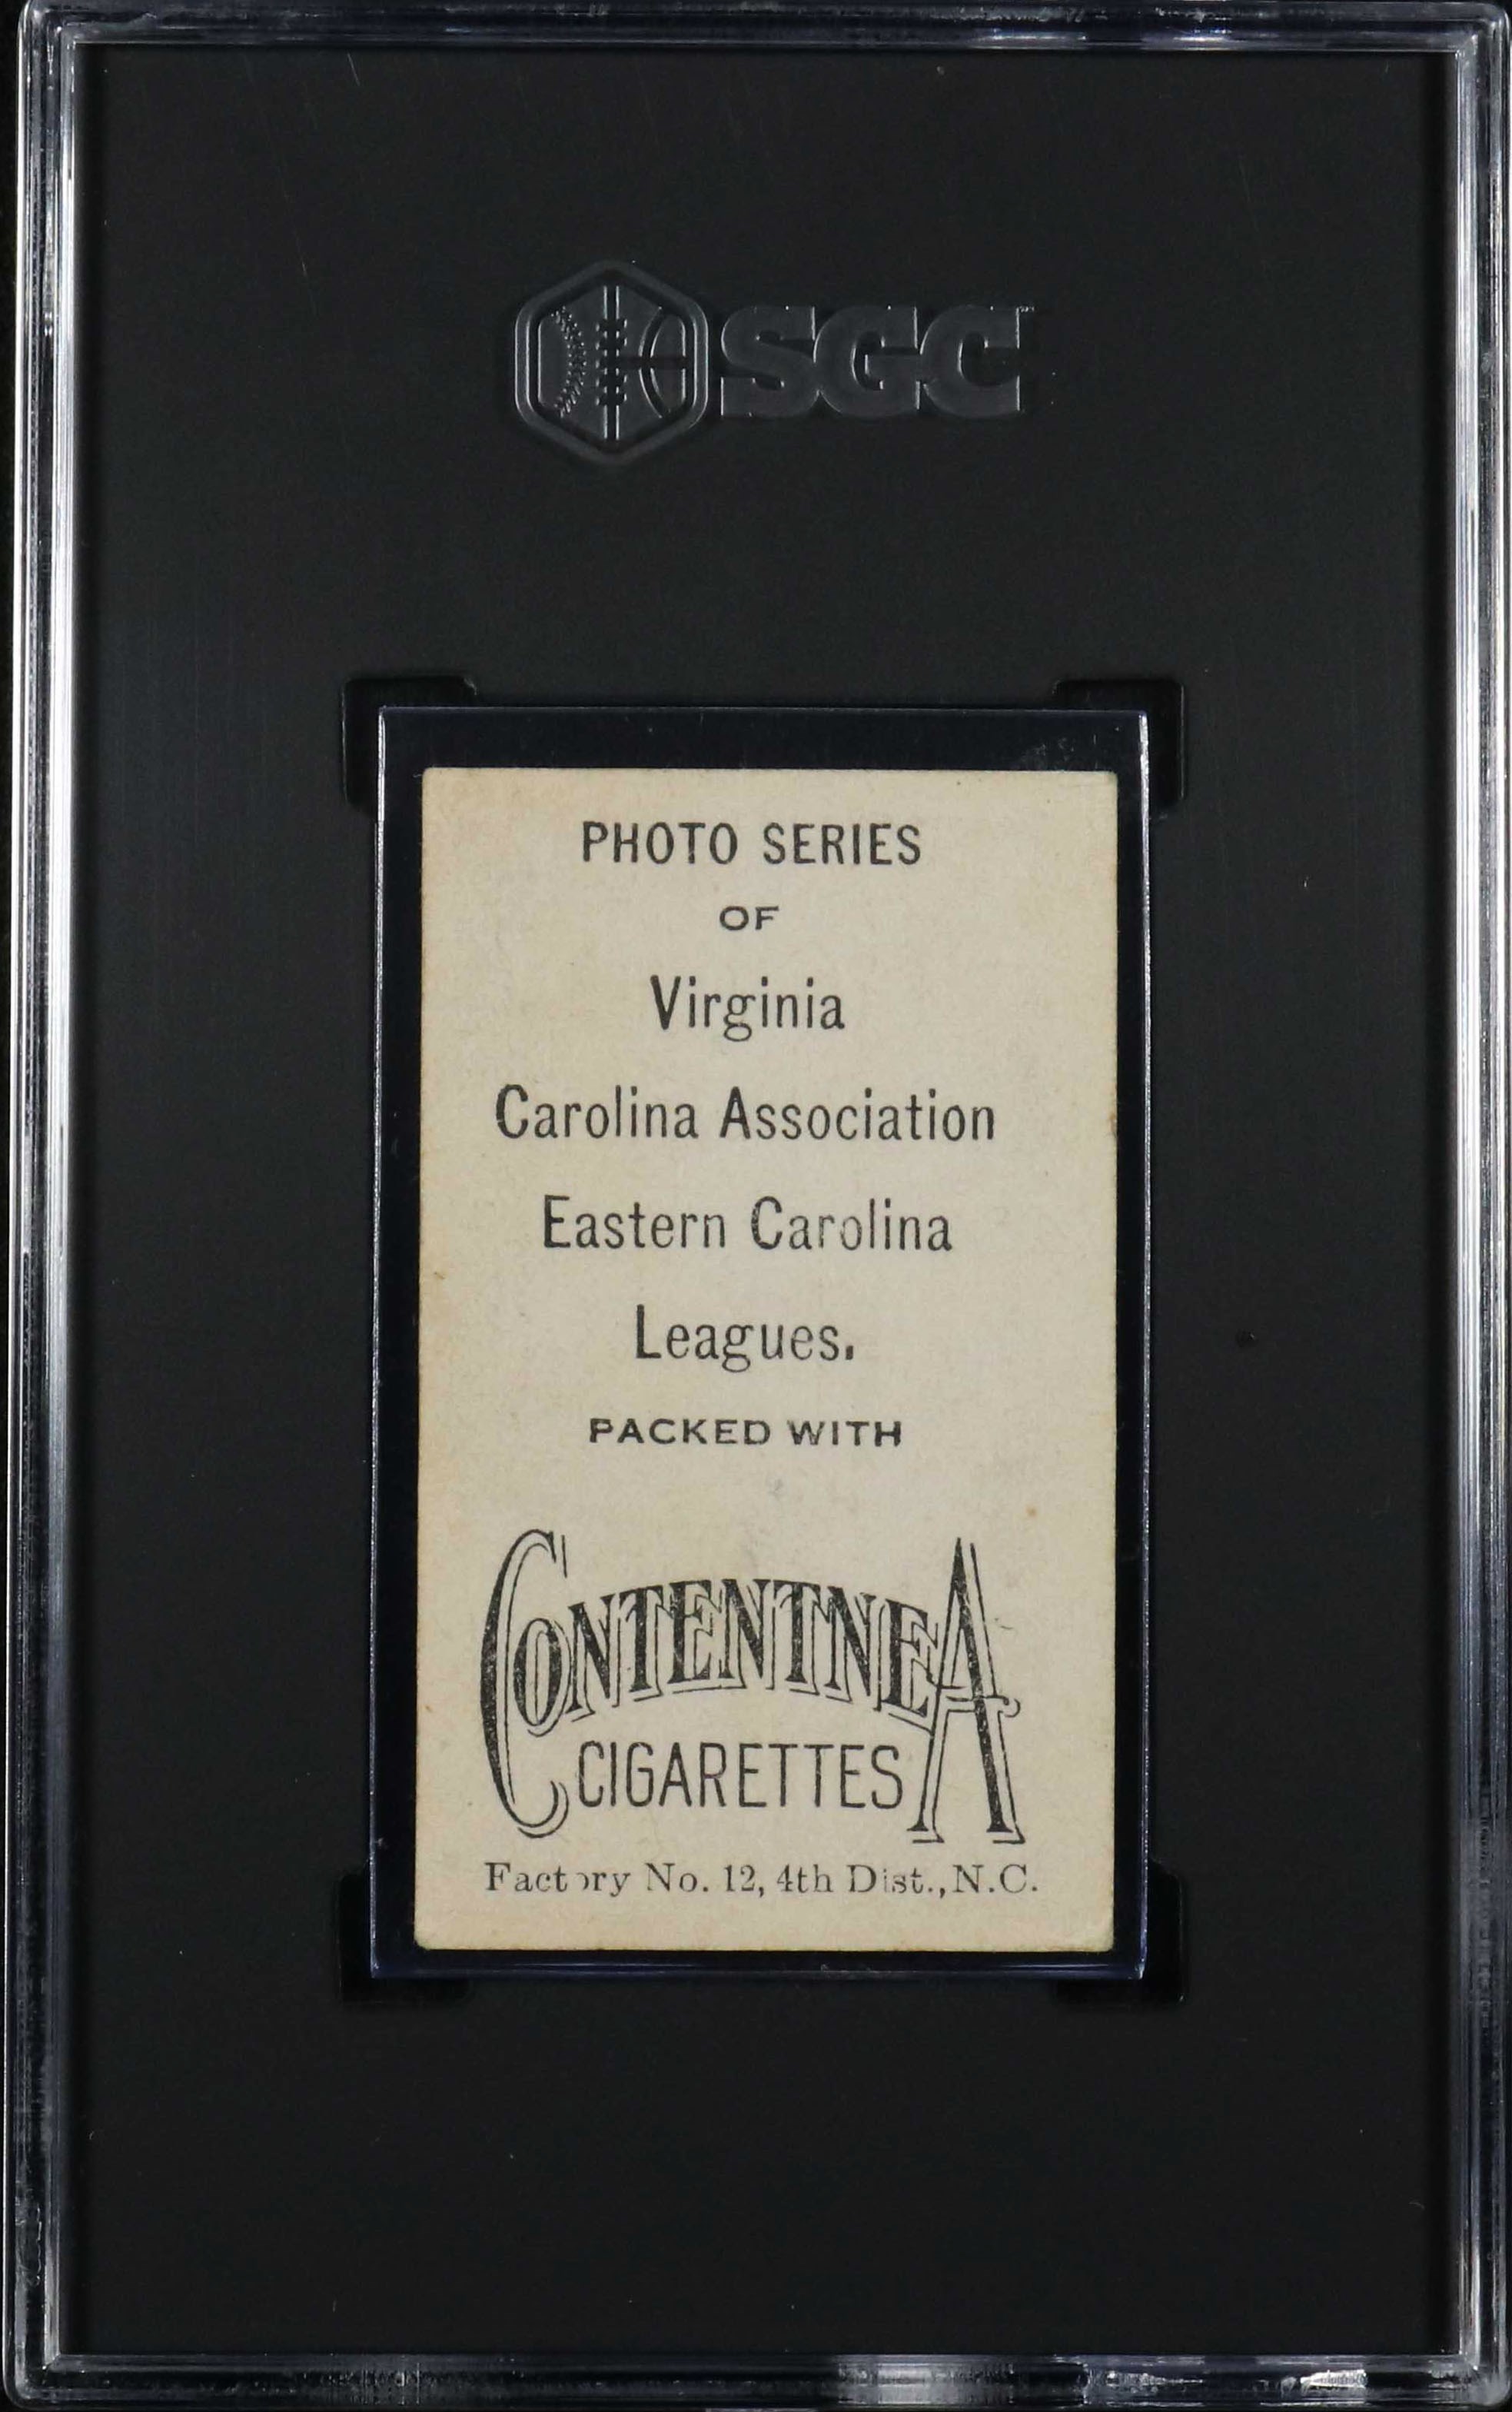 SGC
PHOTO SERIES
OF
Virginia
Carolina Association
Eastern Carolina
Leagues.
PACKED WITH
CONTENTNEA
CIGARETTES
Factory No. 12, 4th Dist., N.C.